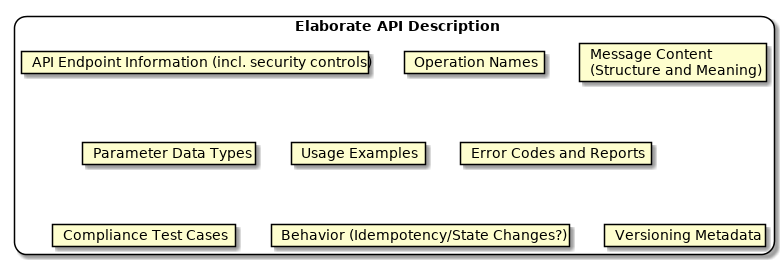 Elaborate API Description
API Endpoint Information (incl. security controls)
Operation Names
Message Content
(Structure and Meaning)
Parameter Data Types
Usage Examples
Error Codes and Reports
Compliance Test Cases
Behavior (Idempotency/State Changes?)
Versioning Metadata